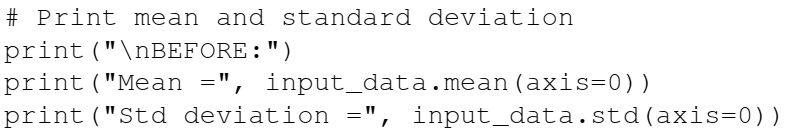 # Print mean and standard deviation
print("\nBEFORE:")
print("Mean =", input_data.mean(axis=0))
print("Std deviation =", input_data.std(axis=0))